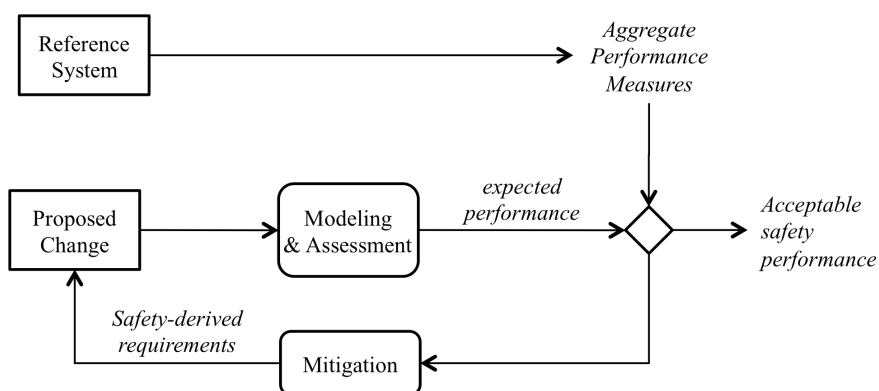 Reference
System
Aggregate
Performance
Measures
Proposed
Change
Modeling
& Assessment
expected
performance
Acceptable
safety
performance
Safety-derived
requirements
Mitigation